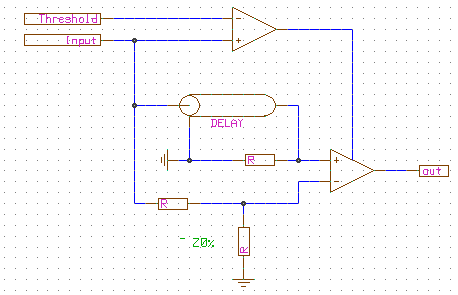 Threshold
Input
-
+
DELAY
R
+
-
out
R
- 20%
R